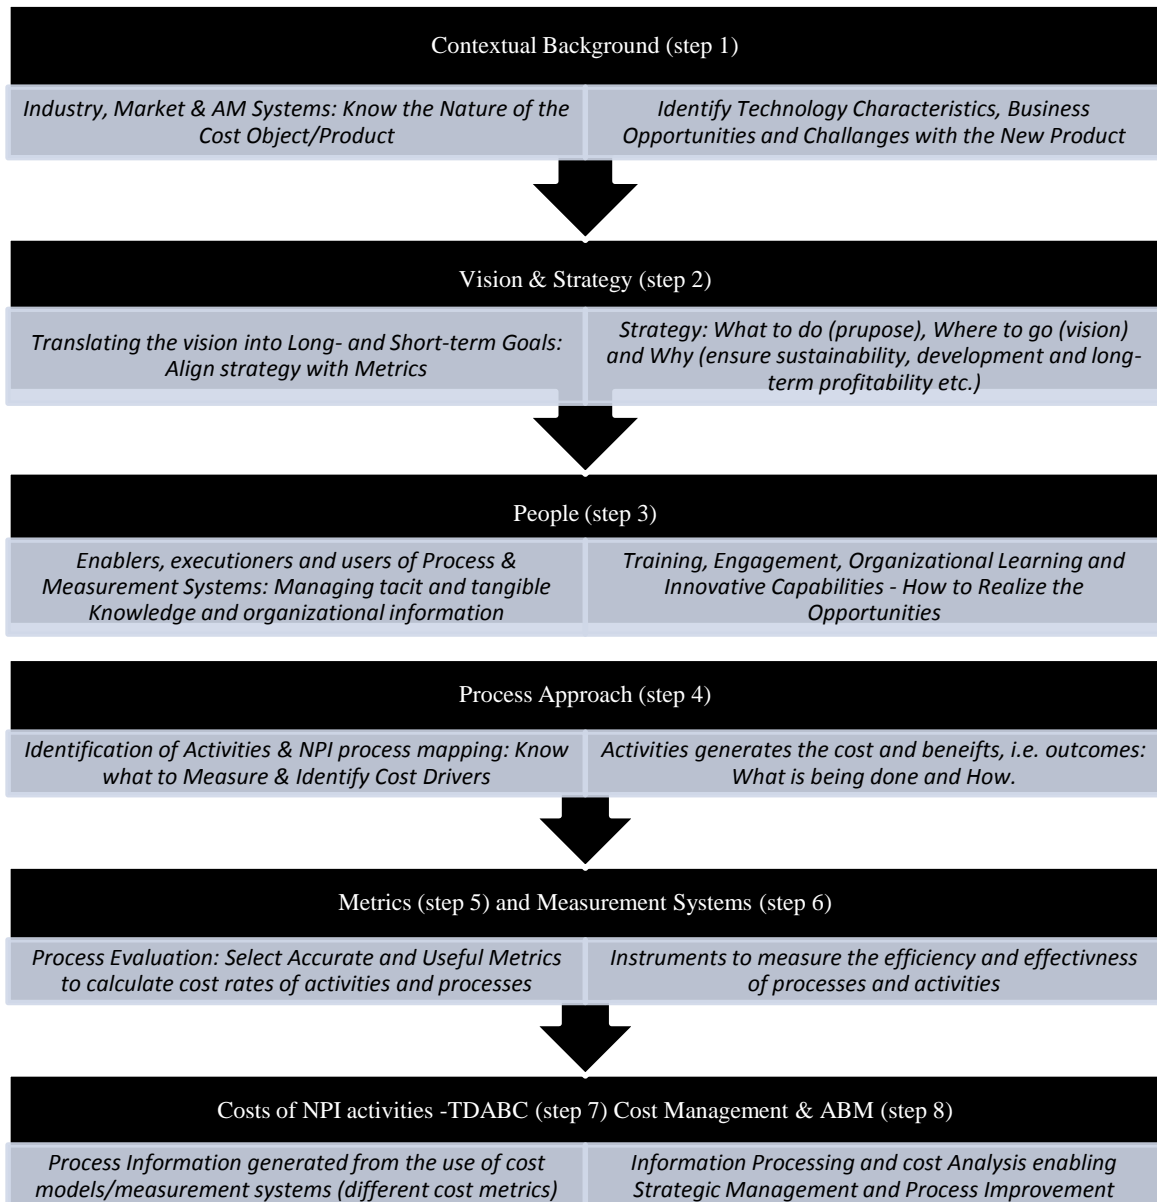 Contextual Background (step 1)
Industry, Market & AM Systems: Know the Nature of the
Cost Object/Product
Identify Technology Characteristics, Business
Opportunities and Challanges with the New Product
Vision & Strategy (step 2)
Translating the vision into Long- and Short-term Goals:
Align strategy with Metrics
Strategy: What to do (prupose), Where to go (vision)
and Why (ensure sustainability, development and long-
term profitability etc.)
People (step 3)
Enablers, executioners and users of Process &
Measurement Systems: Managing tacit and tangible
Knowledge and organizational information
Training, Engagement, Organizational Learning and
Innovative Capabilities - How to Realize the
Opportunities
Process Approach (step 4)
Identification of Activities & NPI process mapping: Know
what to Measure & Identify Cost Drivers
Activities generates the cost and beneifts, i.e. outcomes:
What is being done and How.
Metrics (step 5) and Measurement Systems (step 6)
Process Evaluation: Select Accurate and Useful Metrics
to calculate cost rates of activities and processes
Instruments to measure the efficiency and effectivness
of processes and activities
Costs of NPI activities -TDABC (step 7) Cost Management & ABM (step 8)
Process Information generated from the use of cost
models/measurement systems (different cost metrics)
Information Processing and cost Analysis enabling
Strategic Management and Process Improvement